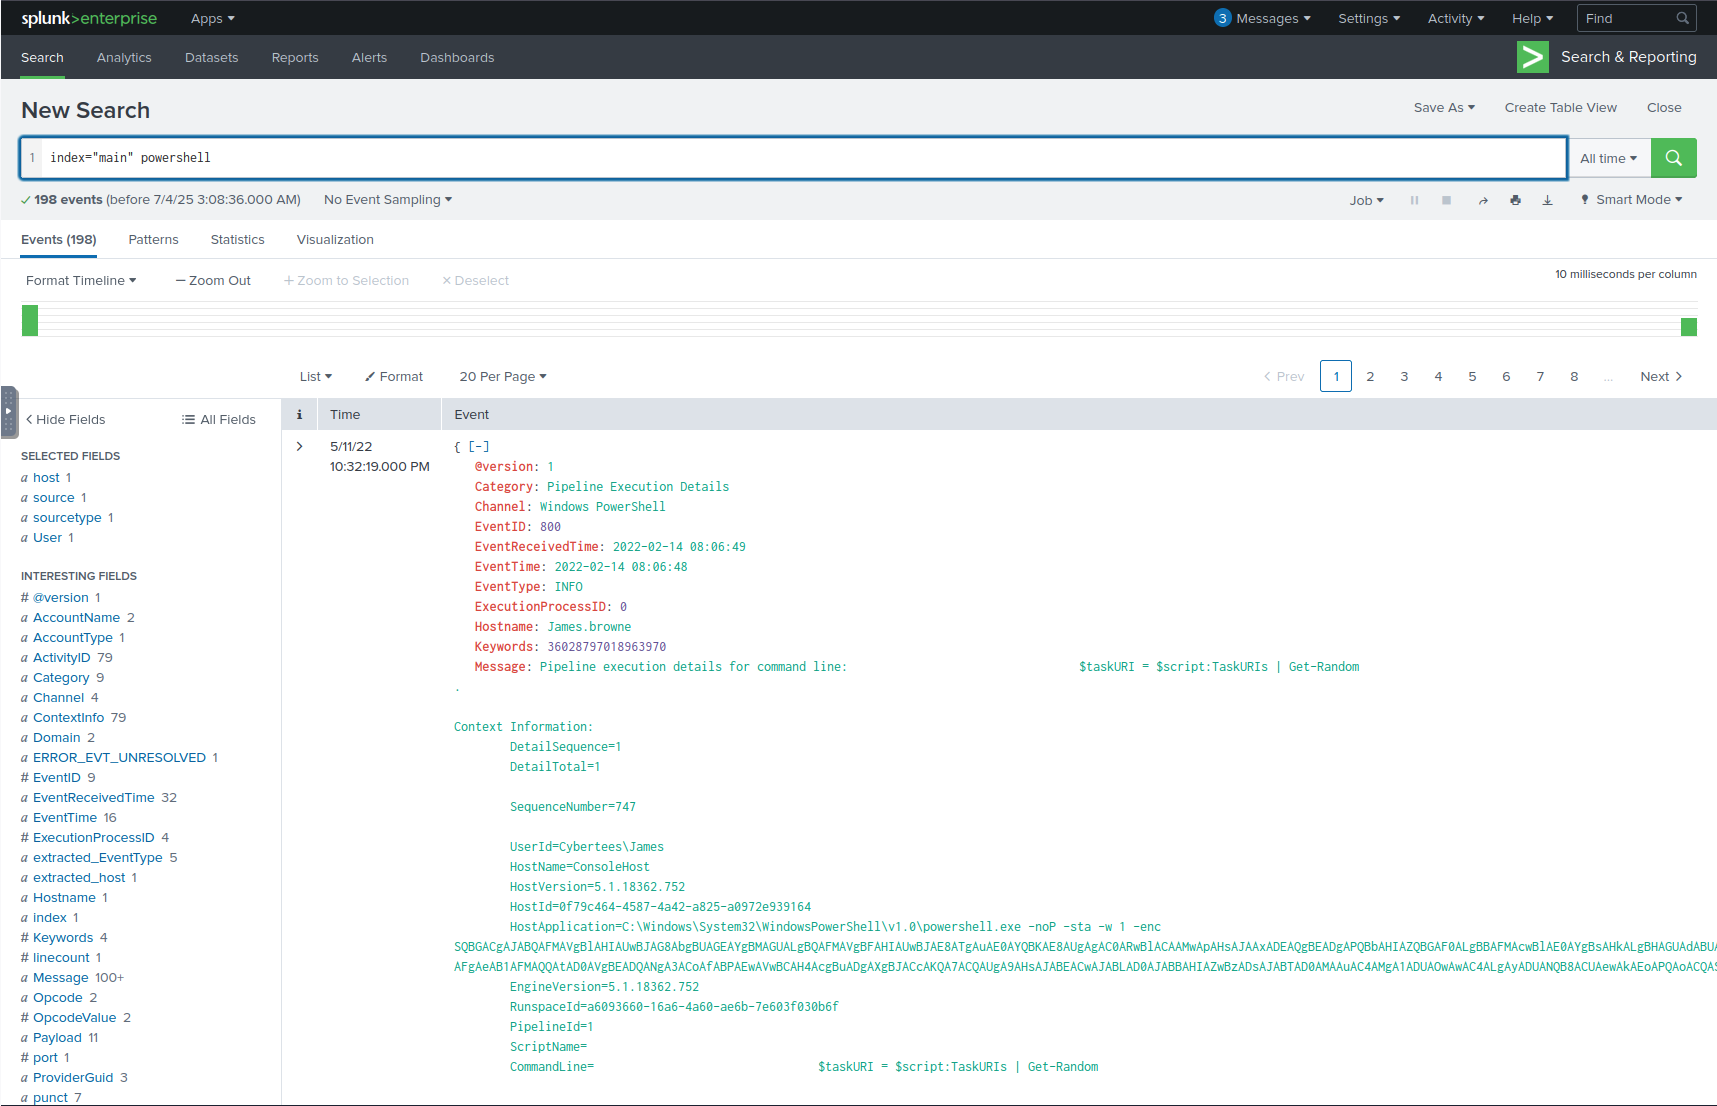 splunk>enterprise Apps 3 Messages Settings Activity Help Find
Search Analytics Datasets Reports Alerts Dashboards > Search & Reporting
New Search Save As Create Table View Close
1 index="main" powershell All time
198 events (before 7/4/25 3:08:36.000 AM) No Event Sampling Job Smart Mode
Events (198) Patterns Statistics Visualization
Format Timeline — Zoom Out + Zoom to Selection × Deselect 10 milliseconds per column
List Format 20 Per Page < Prev 1 2 3 4 5 6 7 8 ... Next >
< Hide Fields All Fields i Time Event
SELECTED FIELDS
a host 1
a source 1
a sourcetype 1
a User 1
INTERESTING FIELDS
# @version 1
a AccountName 2
a AccountType 1
a ActivityID 79
a Category 9
a Channel 4
a ContextInfo 79
a Domain 2
a ERROR_EVT_UNRESOLVED 1
# EventID 9
a EventReceivedTime 32
a EventTime 16
# ExecutionProcessID 4
a extracted_EventType 5
a extracted_host 1
a Hostname 1
a index 1
# Keywords 4
# linecount 1
a Message 100+
a Opcode 2
# OpcodeValue 2
a Payload 11
# port 1
a ProviderGuid 3
a punct 7
> 5/11/22 { [-]
10:32:19.000 PM @version: 1
Category: Pipeline Execution Details
Channel: Windows PowerShell
EventID: 800
EventReceivedTime: 2022-02-14 08:06:49
EventTime: 2022-02-14 08:06:48
EventType: INFO
ExecutionProcessID: 0
Hostname: James.browne
Keywords: 36028797018963970
Message: Pipeline execution details for command line: $taskURI = $script:TaskURIs | Get-Random
.
Context Information:
DetailSequence=1
DetailTotal=1
SequenceNumber=747
UserId=Cybertees\James
HostName=ConsoleHost
HostVersion=5.1.18362.752
HostId=0f79c464-4587-4a42-a825-a0972e939164
HostApplication=C:\Windows\System32\WindowsPowerShell\v1.0\powershell.exe -noP -sta -w 1 -enc
EngineVersion=5.1.18362.752
RunspaceId=a6093660-16a6-4a60-ae6b-7e603f030b6f
PipelineId=1
ScriptName=
CommandLine= $taskURI = $script:TaskURIs | Get-Random